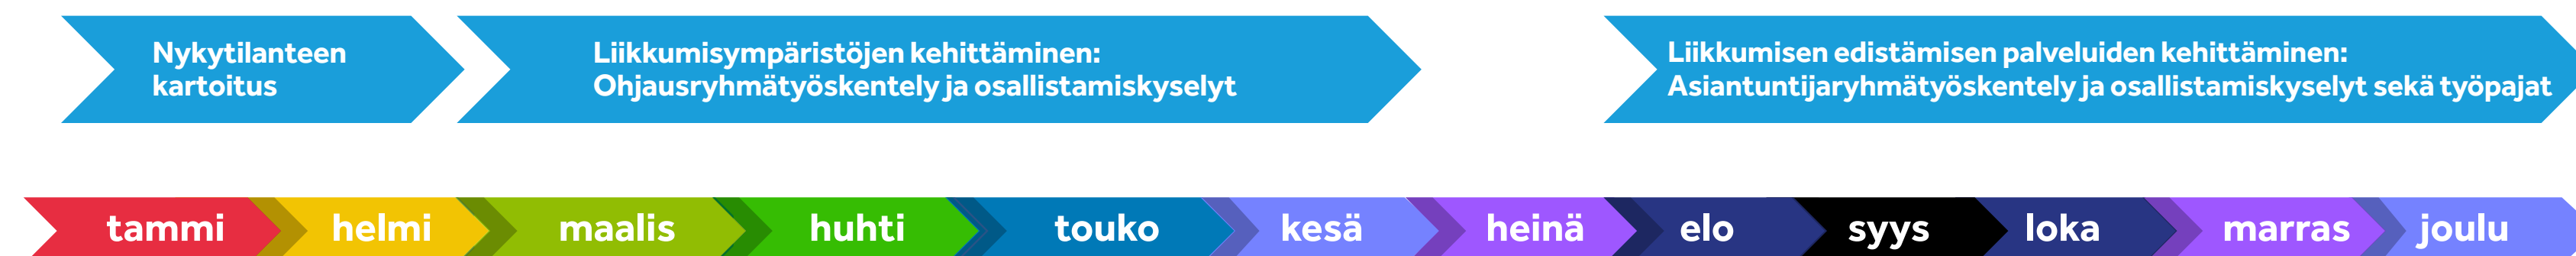 Nykytilanteen
kartoitus
Liikkumisympäristöjen kehittäminen:
Ohjausryhmätyöskentely ja osallistamiskyselyt
Liikkumisen edistämisen palveluiden kehittäminen:
Asiantuntijaryhmätyöskentely ja osallistamiskyselyt sekä työpajat
tammi helmi maalis huhti touko kesä heinä elo syys loka marras joulu